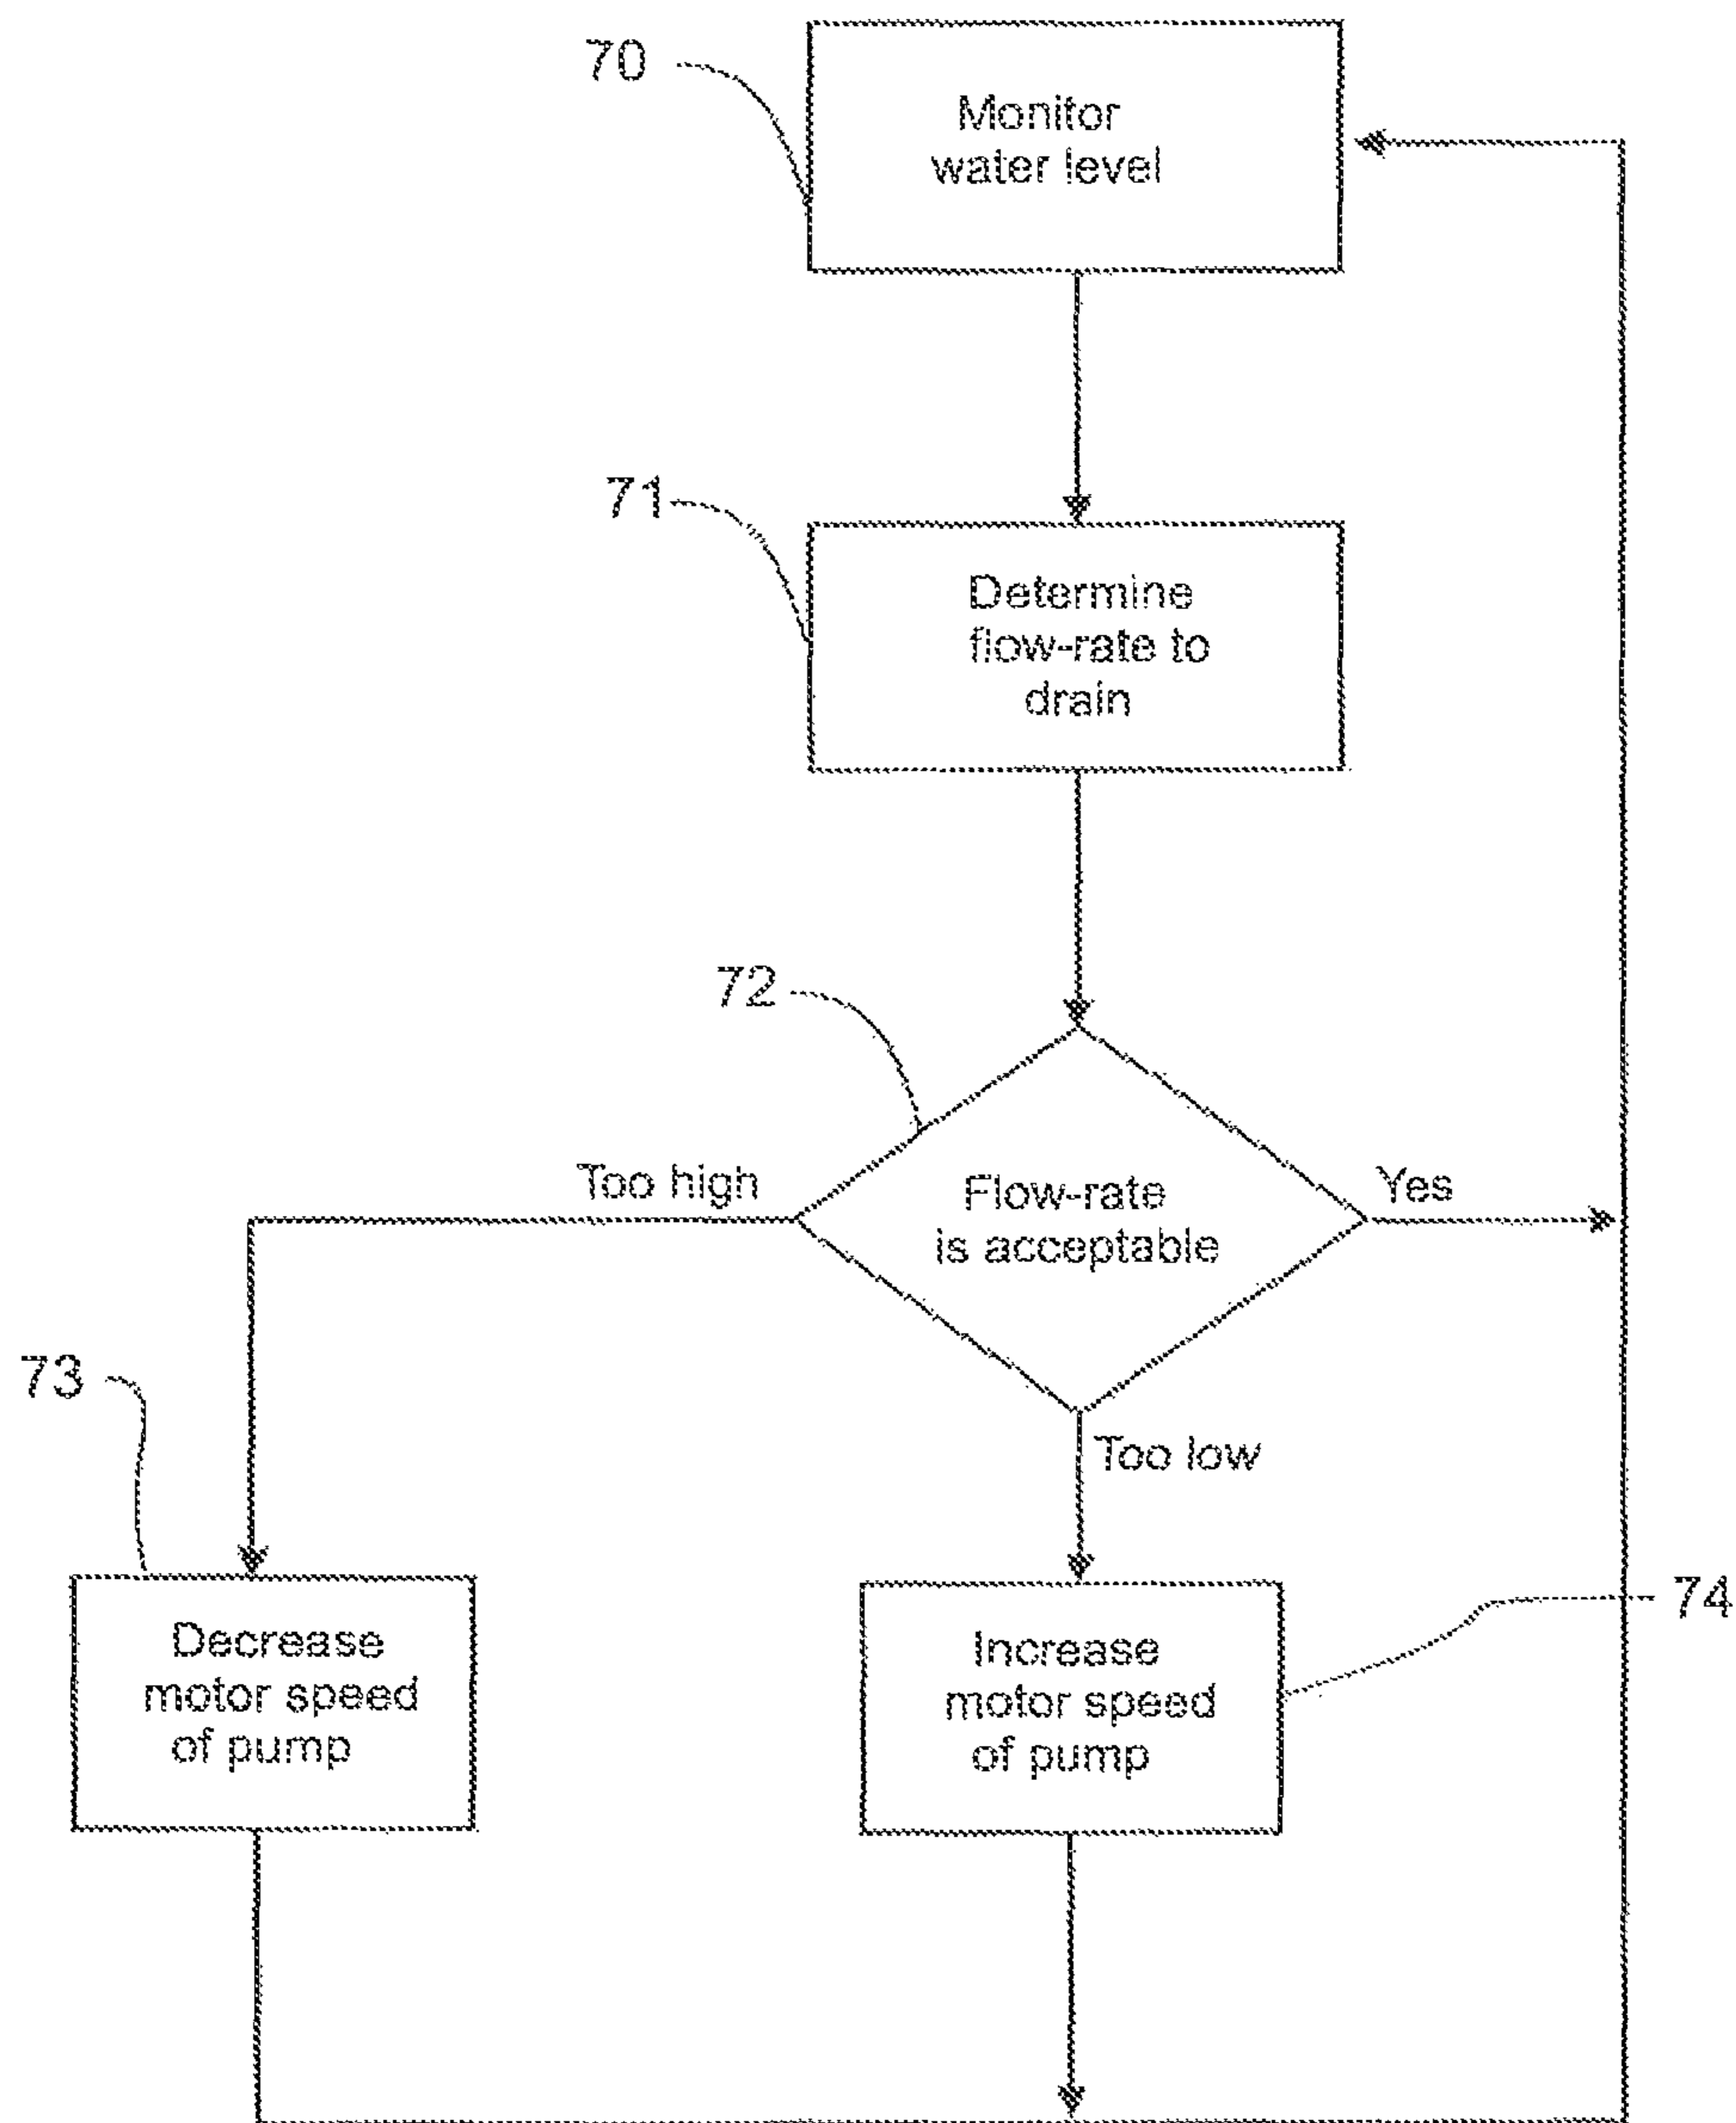 70
Monitor
water level
71
Determine
flow-rate to
drain
72
Too high
Flow-rate
is acceptable
Yes
73
Too low
Decrease
motor speed
of pump
Increase
motor speed
of pump
74